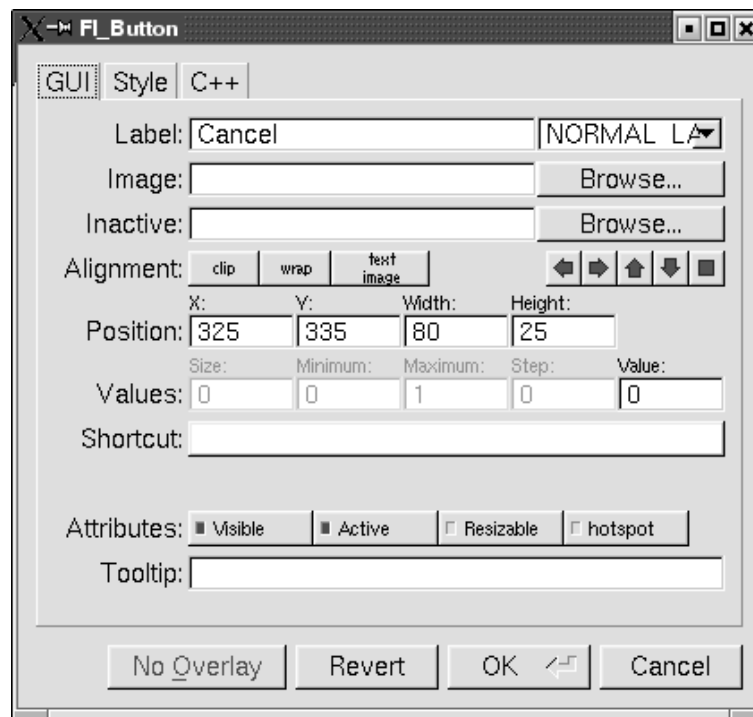 Fl_Button
GUI Style C++
Label: Cancel NORMAL LA
Image: Browse...
Inactive: Browse...
Alignment: clip wrap text image
X: Y: Width: Height:
Position: 325 335 80 25
Size: Minimum: Maximum: Step: Value:
Values: 0 0 1 0 0
Shortcut:
Attributes: Visible Active Resizable hotspot
Tooltip:
No Overlay Revert OK Cancel